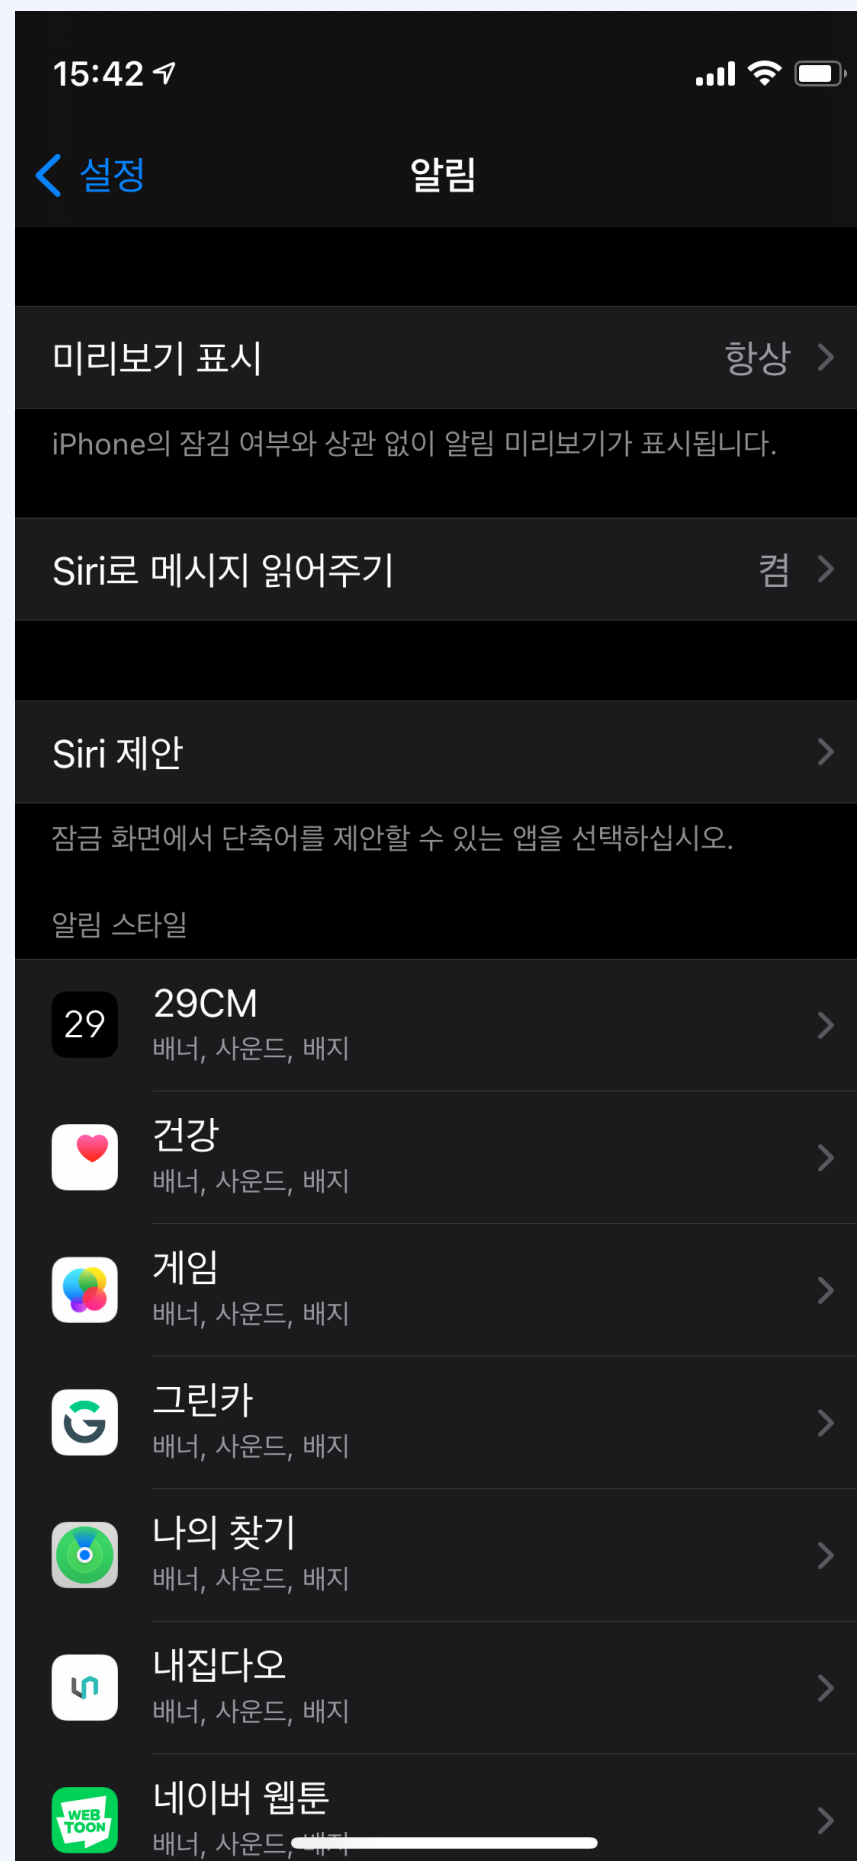 15:42
설정
알림
미리보기 표시 항상
iPhone의 잠김 여부와 상관 없이 알림 미리보기가 표시됩니다.
Siri로 메시지 읽어주기 켬
Siri 제안
잠금 화면에서 단축어를 제안할 수 있는 앱을 선택하십시오.
알림 스타일
29
29CM
배너, 사운드, 배지
건강
배너, 사운드, 배지
게임
배너, 사운드, 배지
그린카
배너, 사운드, 배지
나의 찾기
배너, 사운드, 배지
내집다오
배너, 사운드, 배지
WEB
TOON
네이버 웹툰
배너, 사운드, 배지